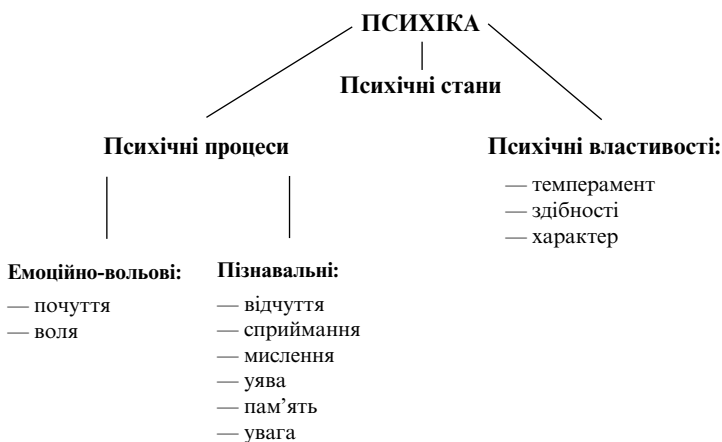 ПСИХІКА
Психічні стани
Психічні процеси
Психічні властивості:
— темперамент
— здібності
— характер
Емоційно-вольові:
— почуття
— воля
Пізнавальні:
— відчуття
— сприймання
— мислення
— уява
— пам’ять
— увага